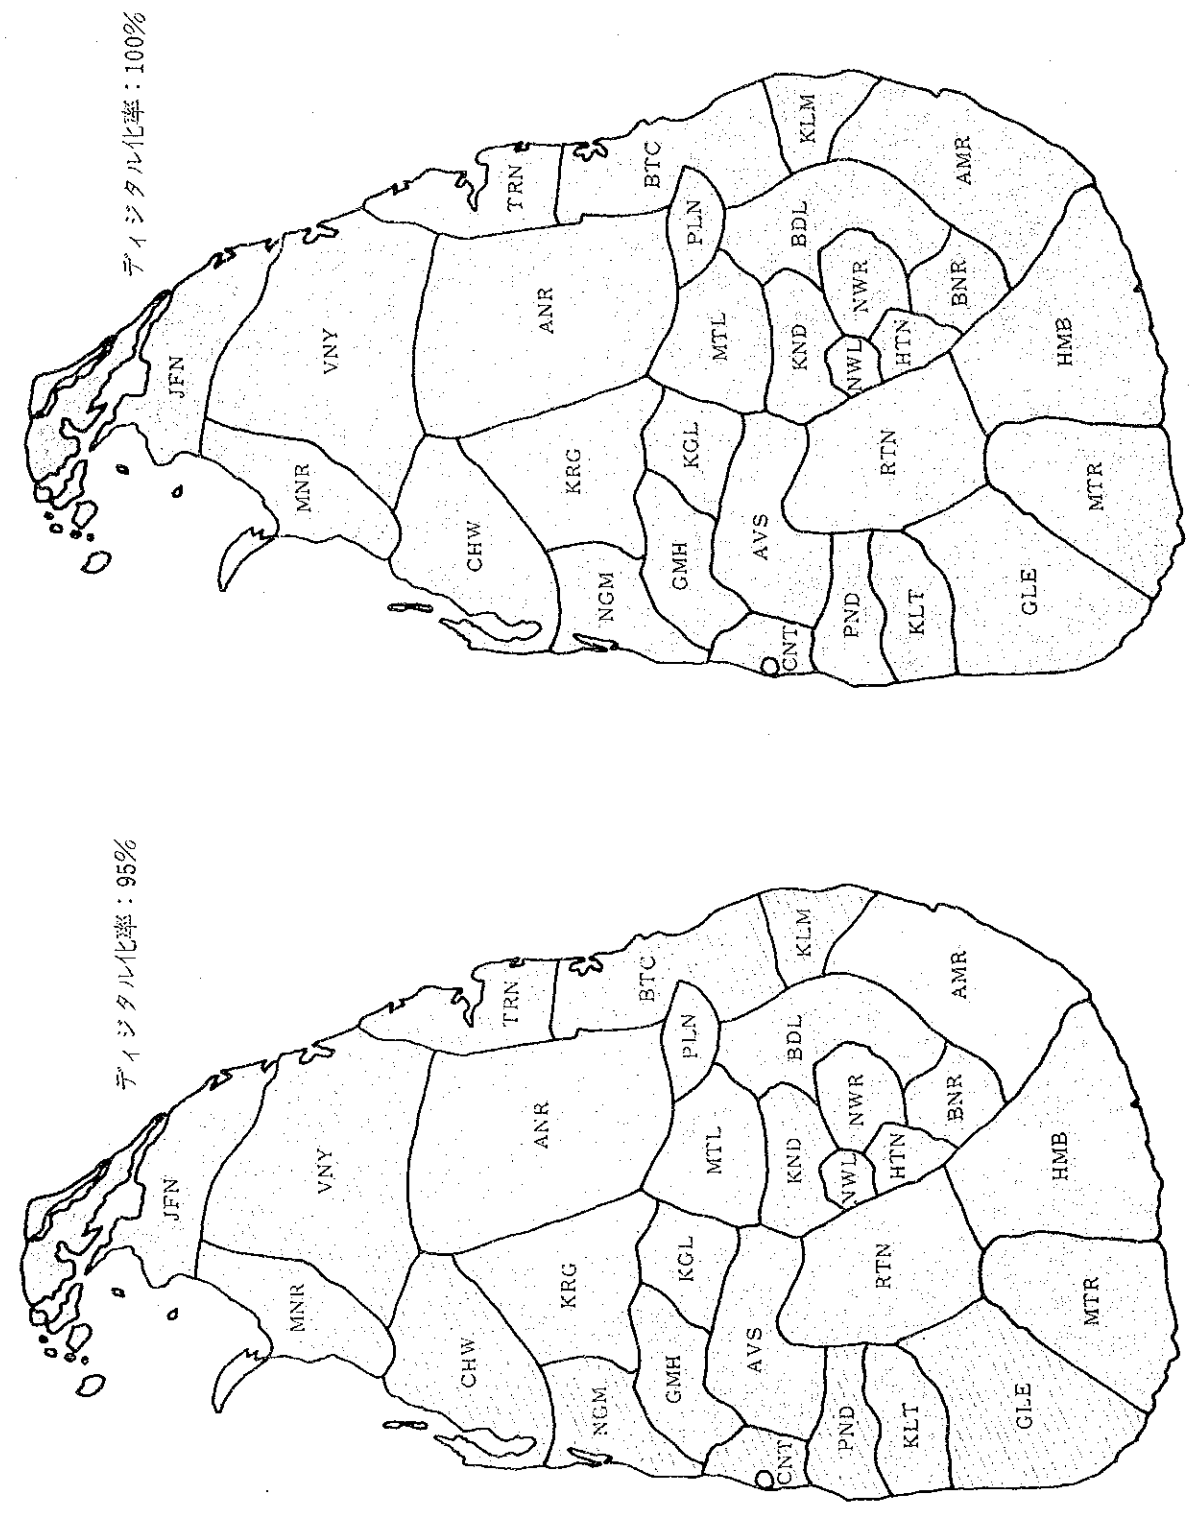 ディジタル化率：95%
JFN
MNR
VNY
TRN
CHW
ANR
KRG
BTC
NGM
PLN
GMH
KGL
MTL
AVS
KND
BDL
KLM
CNT
NWL
NWR
PND
RTN
HTN
KLT
BNR
AMR
GLE
MTR
HMB
ディジタル化率：100%
JFN
MNR
VNY
TRN
CHW
ANR
KRG
BTC
NGM
PLN
GMH
KGL
MTL
AVS
KND
BDL
KLM
CNT
NWL
NWR
PND
RTN
HTN
KLT
BNR
AMR
GLE
MTR
HMB